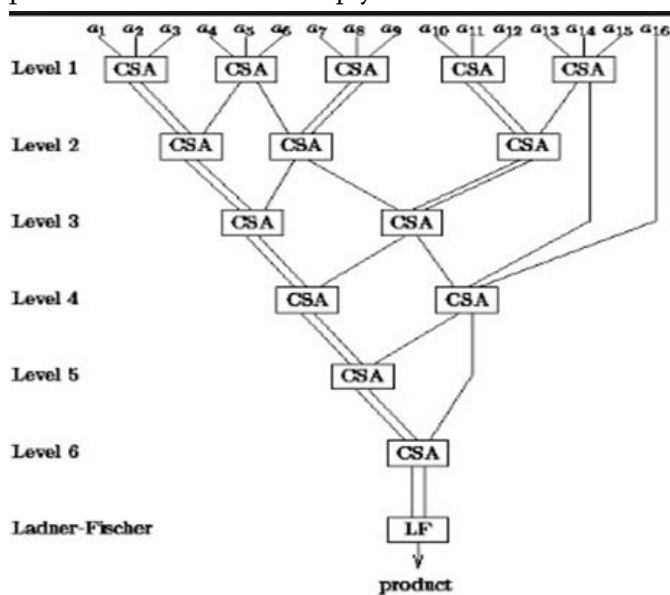 a1 a2 a3 a4 a5 a6 a7 a8 a9 a10 a11 a12 a13 a14 a15 a16
Level 1 CSA CSA CSA CSA CSA
Level 2 CSA CSA CSA
Level 3 CSA CSA
Level 4 CSA CSA
Level 5 CSA
Level 6 CSA
Ladner-Fischer LF
product